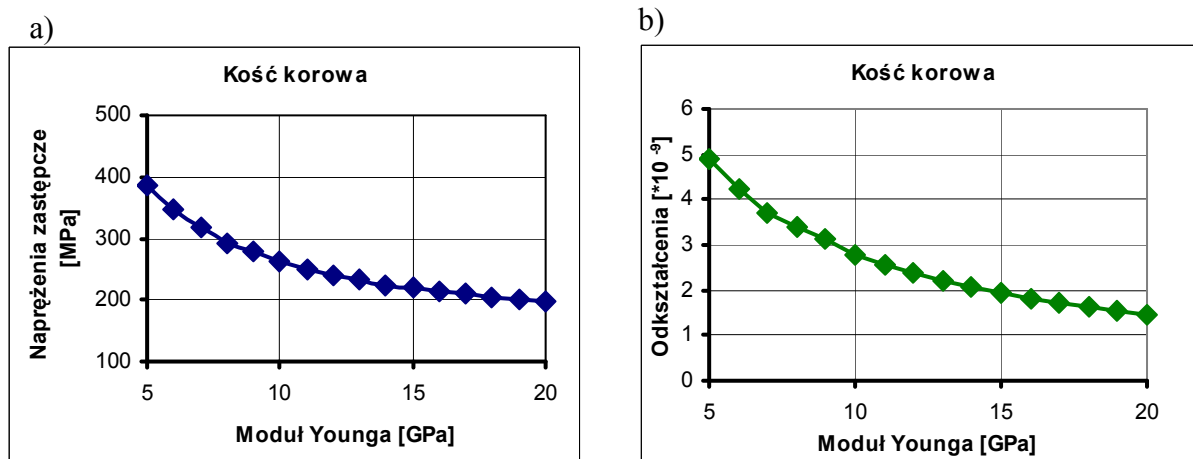 a)
Kość korowa
Naprężenia zastępcze
[MPa]
500
400
300
200
100
5 10 15 20
Moduł Younga [GPa]
b)
Kość korowa
Odkształcenia [*10 -9]
6
5
4
3
2
1
0
5 10 15 20
Moduł Younga [GPa]